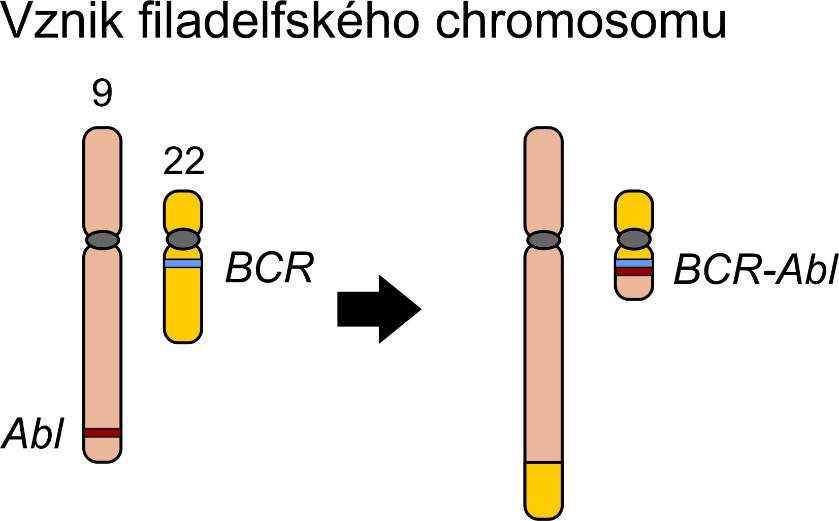 Vznik filadelfského chromosomu
9
22
BCR
BCR-Abl
Abl